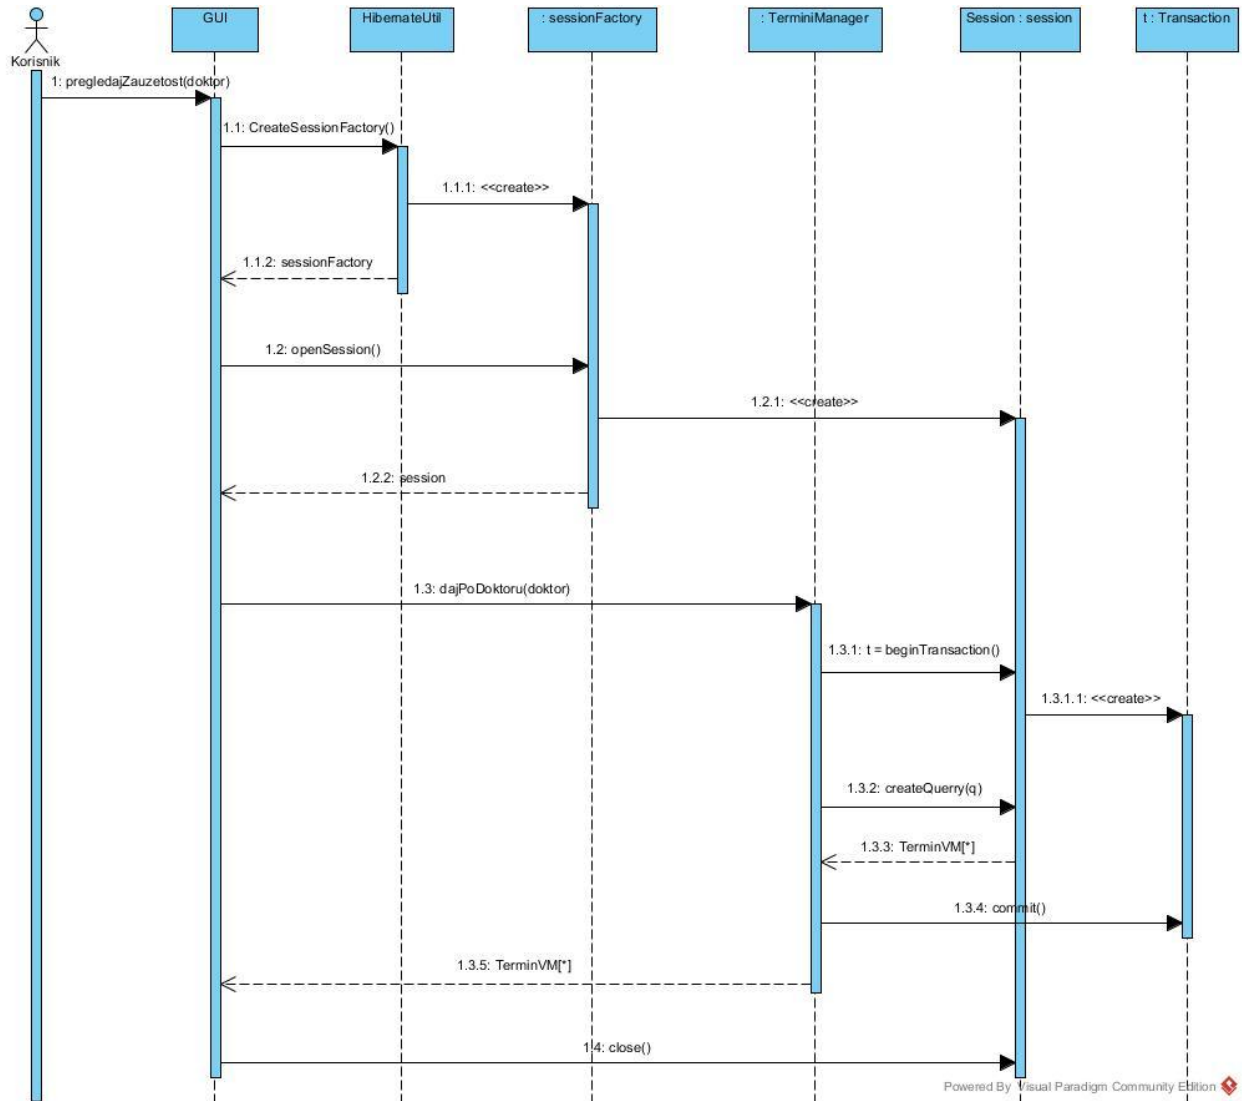 GUI
HibernateUtil
: sessionFactory
: TerminiManager
Session : session
t : Transaction
Korisnik
1: pregledajZauzetost(doktor)
1.1: CreateSessionFactory()
1.1.1: <<create>>
1.1.2: sessionFactory
1.2: openSession()
1.2.1: <<create>>
1.2.2: session
1.3: dajPoDoktoru(doktor)
1.3.1: t = beginTransaction()
1.3.1.1: <<create>>
1.3.2: createQuerry(q)
1.3.3: TerminVM[*]
1.3.4: commit()
1.3.5: TerminVM[*]
1.4: close()
Powered By Visual Paradigm Community Edition